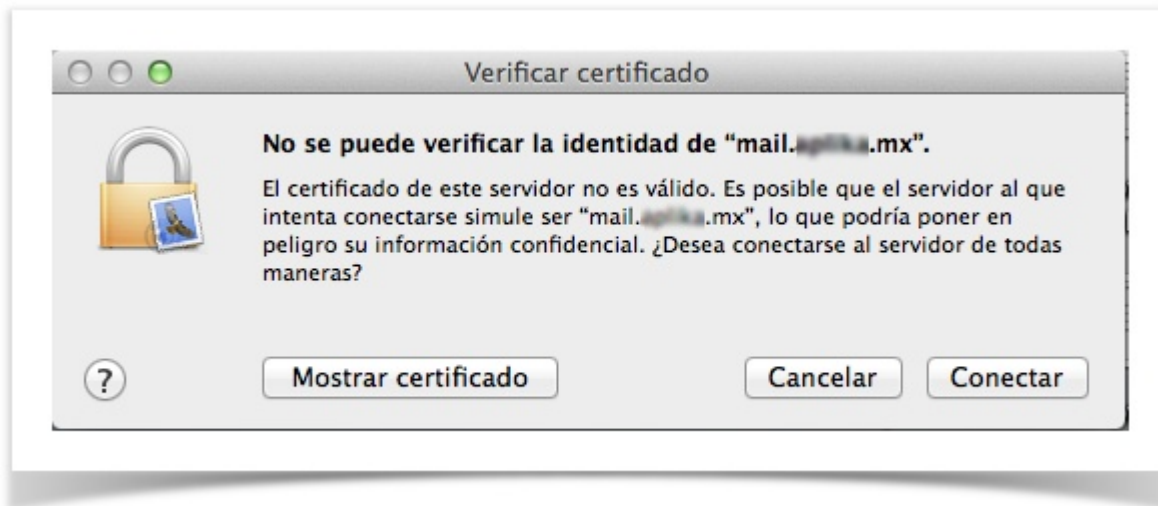 Verificar certificado
No se puede verificar la identidad de “mail. .mx”.
El certificado de este servidor no es válido. Es posible que el servidor al que
intenta conectarse simule ser “mail. .mx”, lo que podría poner en
peligro su información confidencial. ¿Desea conectarse al servidor de todas
maneras?
?
Mostrar certificado
Cancelar
Conectar